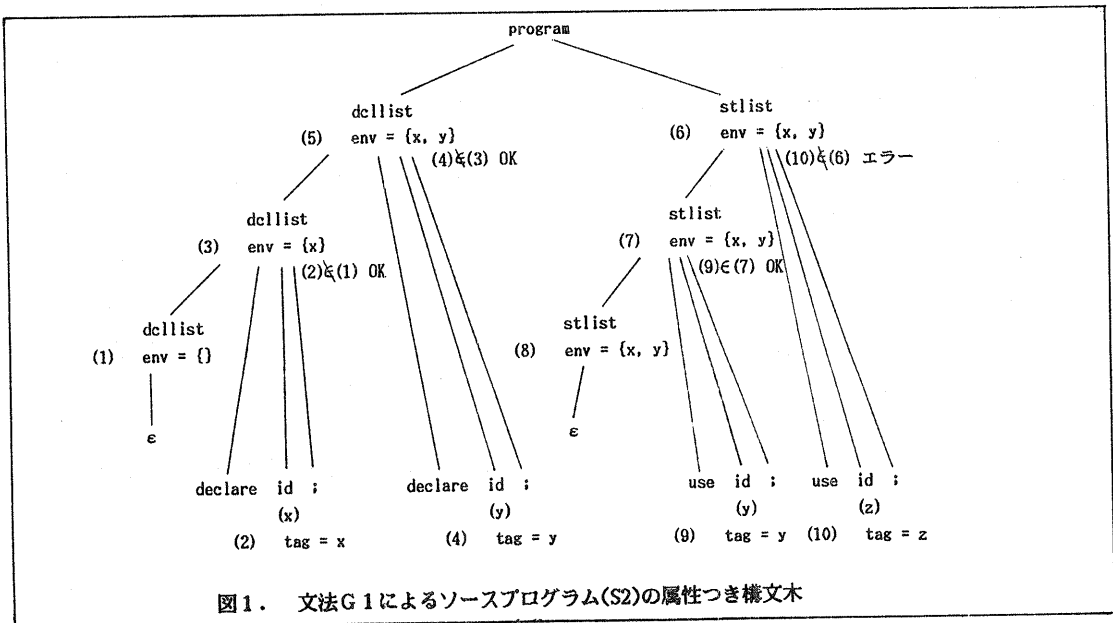 program
dcllist
stlist
(5) env = {x, y}
(6) env = {x, y}
(4)∉(3) OK
(10)∉(6) エラー
dcllist
stlist
(3) env = {x}
(7) env = {x, y}
(2)∉(1) OK
(9)∈(7) OK
dcllist
stlist
(1) env = {}
(8) env = {x, y}
ε
ε
declare id ; declare id ; use id ; use id ;
(x) (y) (y) (z)
(2) tag = x (4) tag = y (9) tag = y (10) tag = z
図1. 文法G1によるソースプログラム(S2)の属性つき構文木